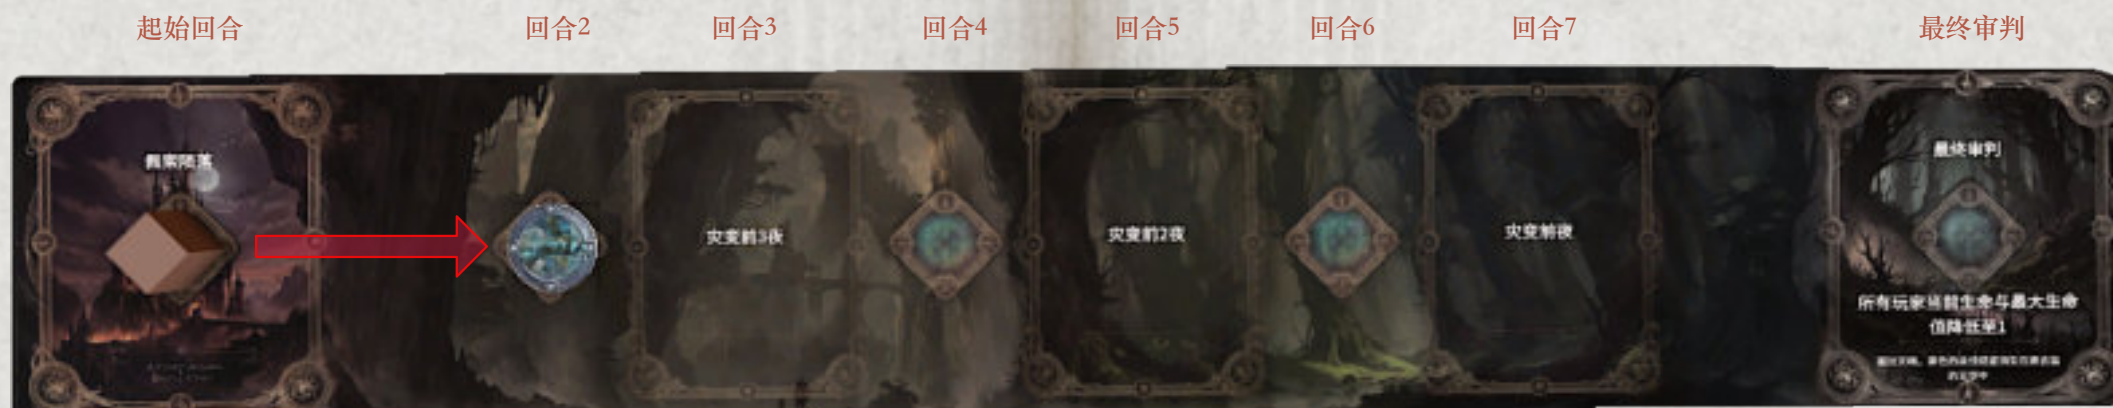 起始回合
回合2
回合3
回合4
回合5
回合6
回合7
最终审判
灾变前3夜
灾变前2夜
灾变前夜
最终审判
所有玩家当前生命与最大生命
值降低至1